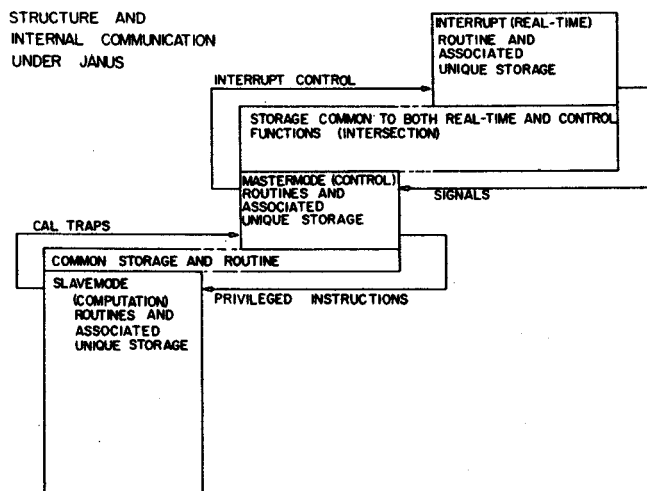 STRUCTURE AND
INTERNAL COMMUNICATION
UNDER JANUS
INTERRUPT (REAL-TIME)
ROUTINE AND
ASSOCIATED
UNIQUE STORAGE
INTERRUPT CONTROL
STORAGE COMMON TO BOTH REAL-TIME AND CONTROL
FUNCTIONS (INTERSECTION)
MASTERMODE (CONTROL)
ROUTINES AND
ASSOCIATED
UNIQUE STORAGE
SIGNALS
CAL TRAPS
COMMON STORAGE AND ROUTINE
SLAVEMODE
(COMPUTATION)
ROUTINES AND
ASSOCIATED
UNIQUE STORAGE
PRIVILEGED INSTRUCTIONS